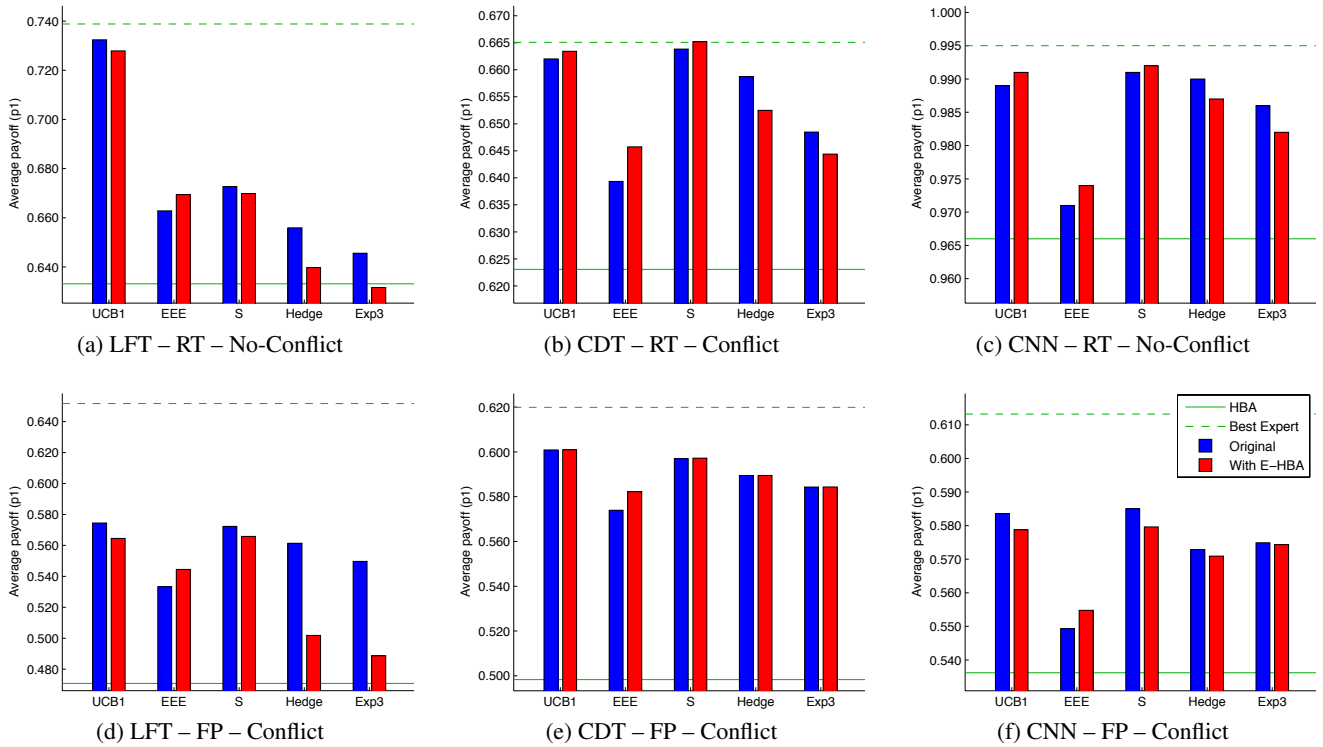 0.740
0.720
0.700
0.680
0.660
0.640
Average payoff (p1)
UCB1 EEE S Hedge Exp3
(a) LFT – RT – No-Conflict
0.670
0.665
0.660
0.655
0.650
0.645
0.640
0.635
0.630
0.625
0.620
Average payoff (p1)
UCB1 EEE S Hedge Exp3
(b) CDT – RT – Conflict
1.000
0.995
0.990
0.985
0.980
0.975
0.970
0.965
0.960
Average payoff (p1)
UCB1 EEE S Hedge Exp3
(c) CNN – RT – No-Conflict
0.640
0.620
0.600
0.580
0.560
0.540
0.520
0.500
0.480
Average payoff (p1)
UCB1 EEE S Hedge Exp3
(d) LFT – FP – Conflict
0.620
0.600
0.580
0.560
0.540
0.520
0.500
Average payoff (p1)
UCB1 EEE S Hedge Exp3
(e) CDT – FP – Conflict
0.610
0.600
0.590
0.580
0.570
0.560
0.550
0.540
Average payoff (p1)
HBA
Best Expert
Original
With E–HBA
UCB1 EEE S Hedge Exp3
(f) CNN – FP – Conflict